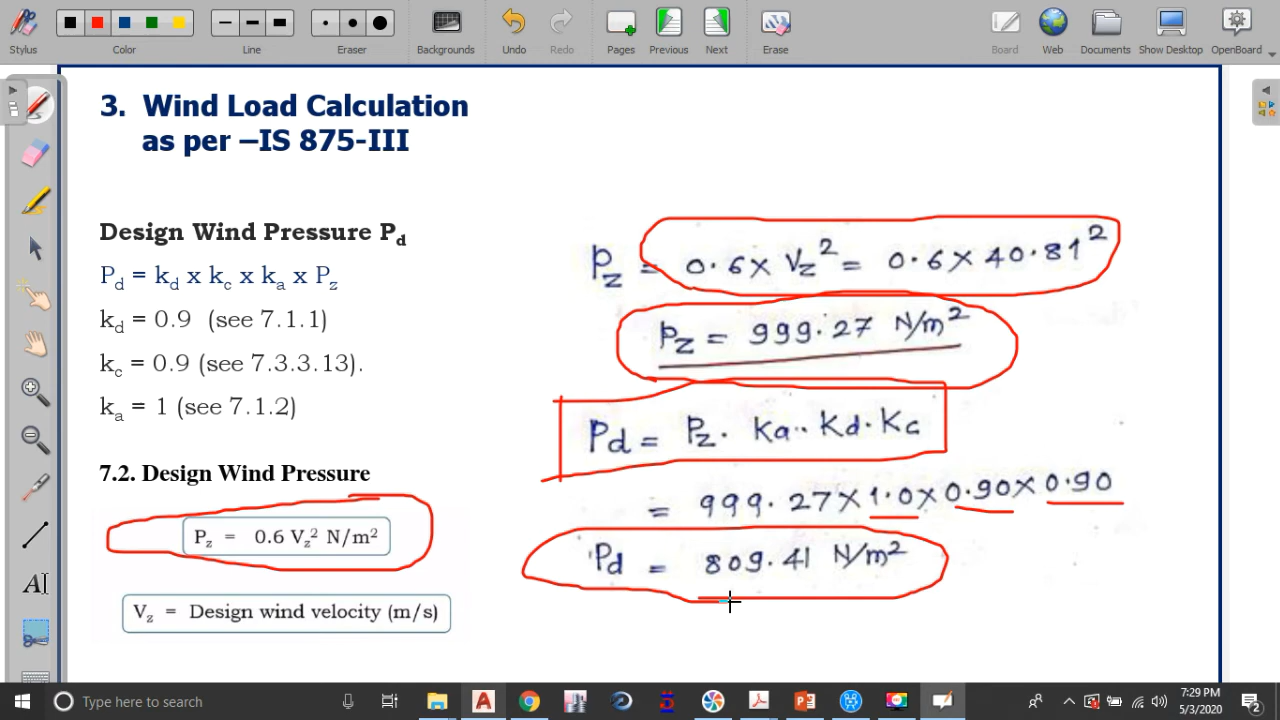 Stylus
Color
Line
Eraser
Backgrounds
Undo
Redo
Pages
Previous
Next
Erase
Board
Web
Documents
Show Desktop
OpenBoard
3. Wind Load Calculation
as per –IS 875-III
Design Wind Pressure Pd
Pd = kd x kc x ka x Pz
kd = 0.9 (see 7.1.1)
kc = 0.9 (see 7.3.3.13).
ka = 1 (see 7.1.2)
7.2. Design Wind Pressure
Pz = 0.6 Vz² N/m²
Vz = Design wind velocity (m/s)
Pz = 0.6 × Vz² = 0.6 × 40.81²
Pz = 999.27 N/m²
Pd = Pz. Ka.. Kd. Kc
= 999.27 × 1.0 × 0.90 × 0.90
Pd = 809.41 N/m²
Type here to search
7:29 PM
5/3/2020
2